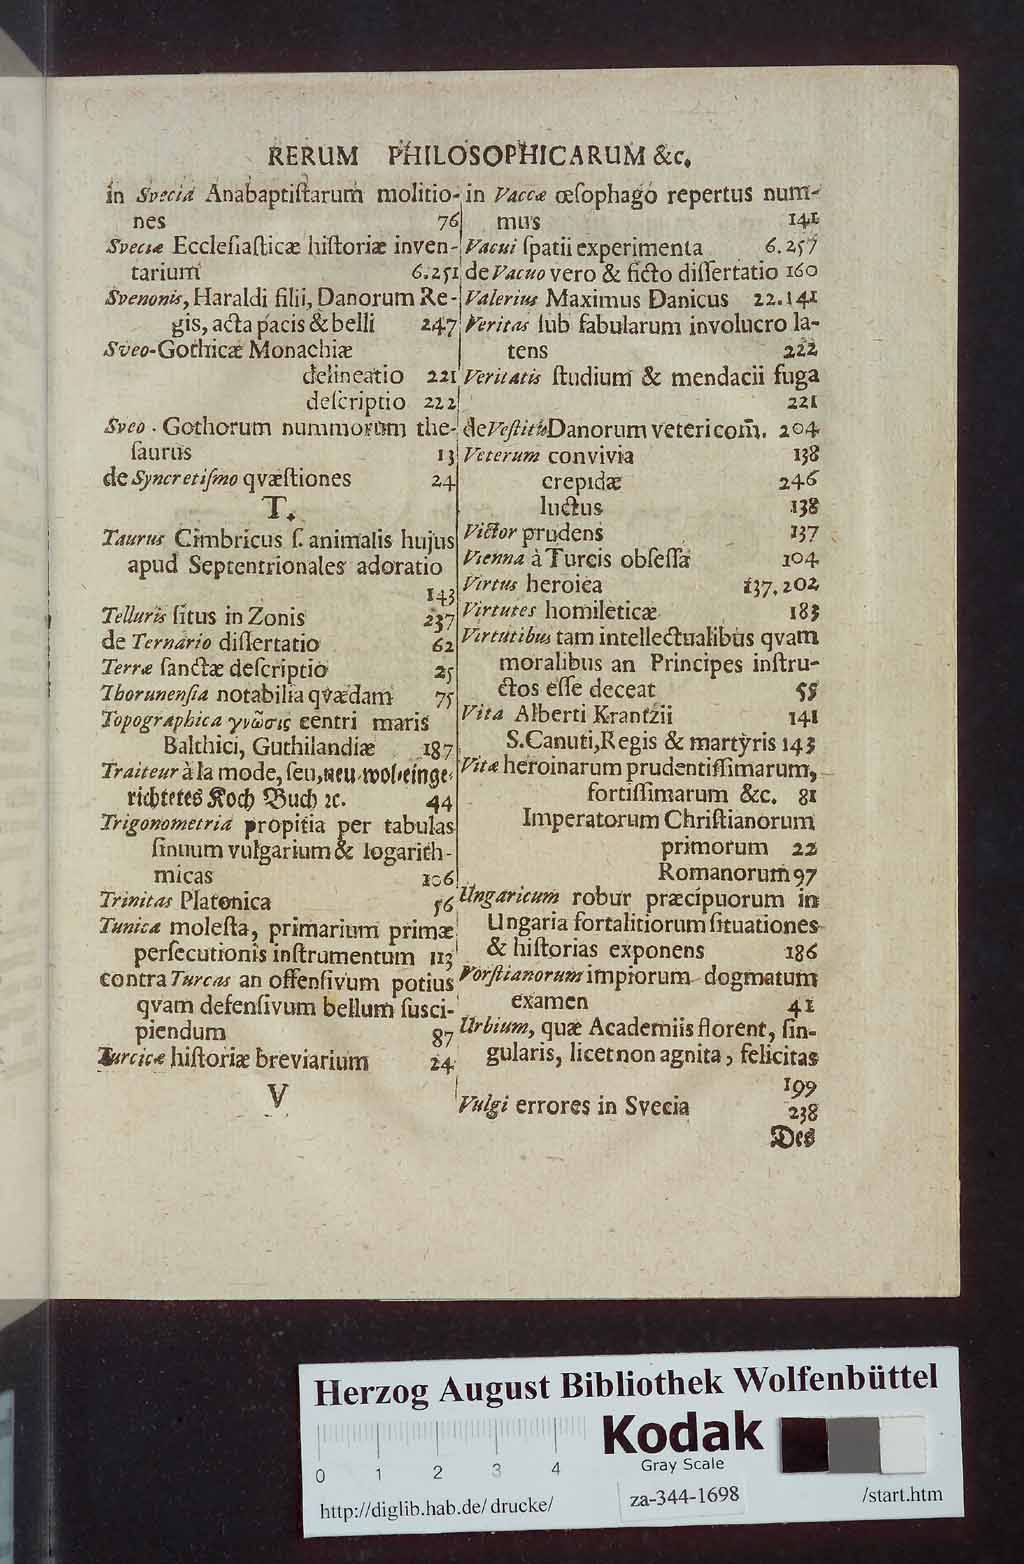 RERUM PHILOSOPHICARUM &c.
in Svecia Anabaptiſtarum molitio-
nes 76
Sveciæ Eccleſiaſticæ hiſtoriæ inven-
tarium 6.251
Svenonis, Haraldi filii, Danorum Re-
gis, acta pacis & belli 247
Sveo-Gothicæ Monachiæ
delineatio 221
deſcriptio 222
Sveo-Gothorum nummorum the-
ſaurus 13
de Syncretiſmo qvæſtiones 24
T.
Taurus Cimbricus ſ. animalis hujus
apud Septentrionales adoratio
143
Telluris ſitus in Zonis 237
de Ternario diſſertatio 62
Terræ ſanctæ deſcriptio 25
Thorunenſia notabilia qvædam 75
Topographica γνῶσις centri maris
Balthici, Guthilandiæ 187
Traiteur à la mode, ſeu, neu-wol-einge-
richtetes Koch Buch ꝛc. 44
Trigonometria propitia per tabulas
ſinuum vulgarium & logarith-
micas 106
Trinitas Platonica 56
Tunica moleſta, primarium primæ
perſecutionis inſtrumentum 113
contra Turcas an offenſivum potius
qvam defenſivum bellum ſusci-
piendum 87
Turcicæ hiſtoriæ breviarium 24
V
in Vaccæ œſophago repertus num-
mus 141
Vacui ſpatii experimenta 6.257
de Vacuo vero & ficto diſſertatio 160
Valerius Maximus Danicus 22.141
Veritas ſub fabularum involucro la-
tens 222
Veritatis ſtudium & mendacii fuga
221
de Veſtitu Danorum veteri com̃. 204
Veterum convivia 138
crepidæ 246
luctus 138
Victor prudens 137
Vienna à Turcis obſeſſa 104
Virtus heroica 137.202
Virtutes homileticæ 183
Virtutibus tam intellectualibus qvam
moralibus an Principes inſtru-
ctos eſſe deceat 55
Vita Alberti Krantzii 141
S. Canuti, Regis & martyris 143
Vitæ heroinarum prudentiſſimarum,
fortiſſimarum &c. 81
Imperatorum Chriſtianorum
primorum 22
Romanorum 97
Ungaricum robur præcipuorum in
Ungaria fortalitiorum ſituationes
& hiſtorias exponens 186
Vorſtianorum impiorum dogmatum
examen 41
Urbium, quæ Academiis florent, ſin-
gularis, licet non agnita, felicitas
199
Vulgi errores in Svecia 238
Des
Herzog August Bibliothek Wolfenbüttel
Kodak
Gray Scale
0 1 2 3 4
http://diglib.hab.de/drucke/ za-344-1698 /start.htm